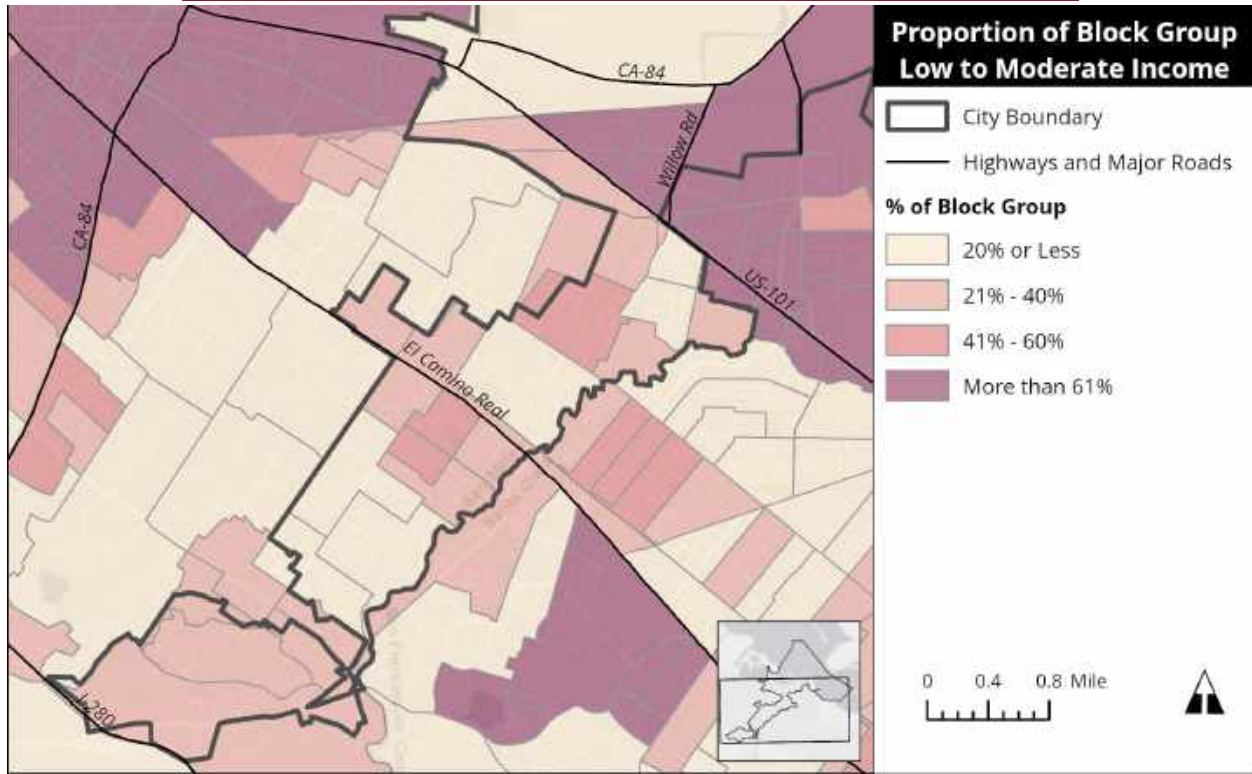 Proportion of Block Group
Low to Moderate Income
City Boundary
Highways and Major Roads
% of Block Group
20% or Less
21% - 40%
41% - 60%
More than 61%
0 0.4 0.8 Mile
CA-84
Willow Rd
CA-84
US-101
El Camino Real
I-280